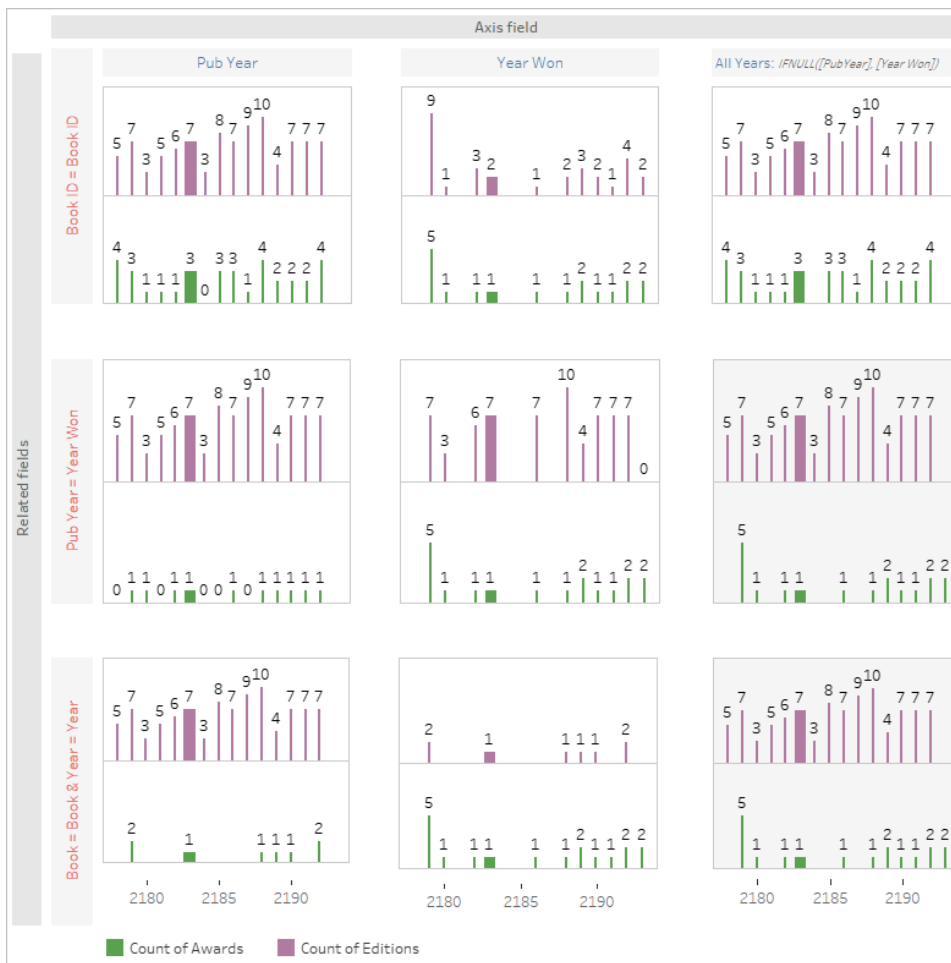 Axis field
Pub Year
Year Won
All Years: IFNULL([PubYear], [Year Won])
Related fields
Book ID = Book ID
5 7 3 5 6 7 3 8 7 9 10 4 7 7 7
9 1 3 2 1 2 3 2 1 4 2
5 7 3 5 6 7 3 8 7 9 10 4 7 7 7
4 3 1 1 1 3 0 3 3 1 4 2 2 2 4
5 1 1 1 1 1 2 1 1 2 2
4 3 1 1 1 3 3 3 1 4 2 2 2 4
Pub Year = Year Won
5 7 3 5 6 7 3 8 7 9 10 4 7 7 7
7 3 6 7 7 10 4 7 7 7 0
5 7 3 5 6 7 3 8 7 9 10 4 7 7 7
0 1 1 0 1 1 0 0 1 0 1 1 1 1 1
5 1 1 1 1 1 2 1 1 2 2
5 1 1 1 1 1 2 1 1 2 2
Book = Book & Year = Year
5 7 3 5 6 7 3 8 7 9 10 4 7 7 7
2 1 1 1 1 2
5 7 3 5 6 7 3 8 7 9 10 4 7 7 7
2 1 1 1 1 2
5 1 1 1 1 1 2 1 1 2 2
5 1 1 1 1 1 2 1 1 2 2
2180 2185 2190
2180 2185 2190
2180 2185 2190
Count of Awards
Count of Editions